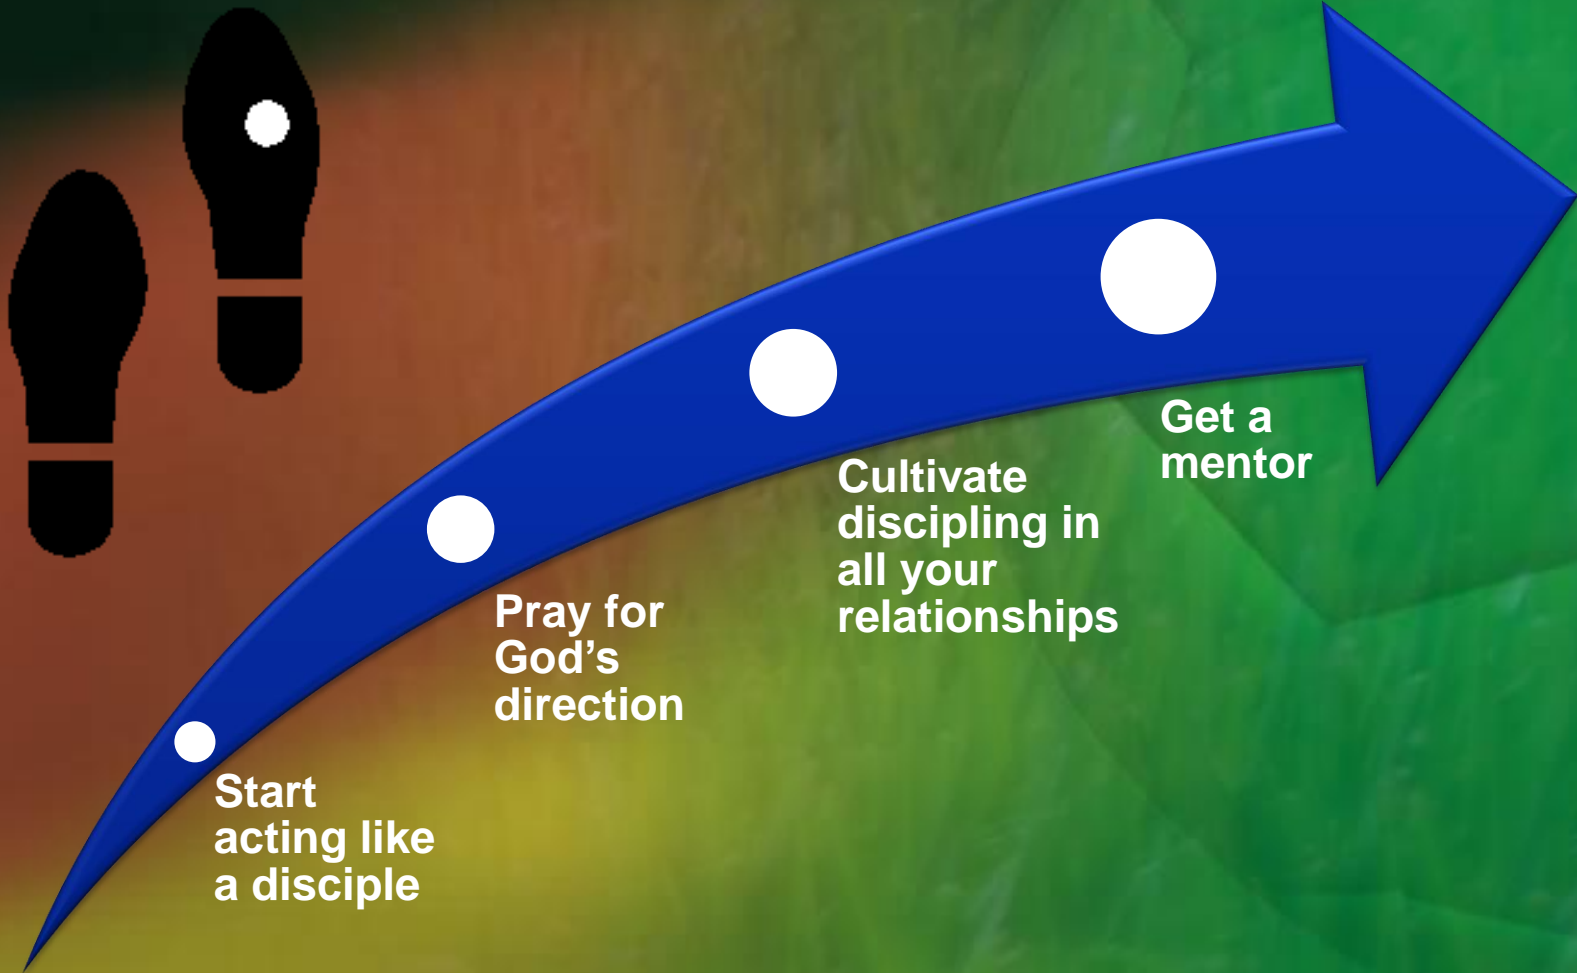 Start
acting like
a disciple
Pray for
God’s
direction
Cultivate
discipling in
all your
relationships
Get a
mentor